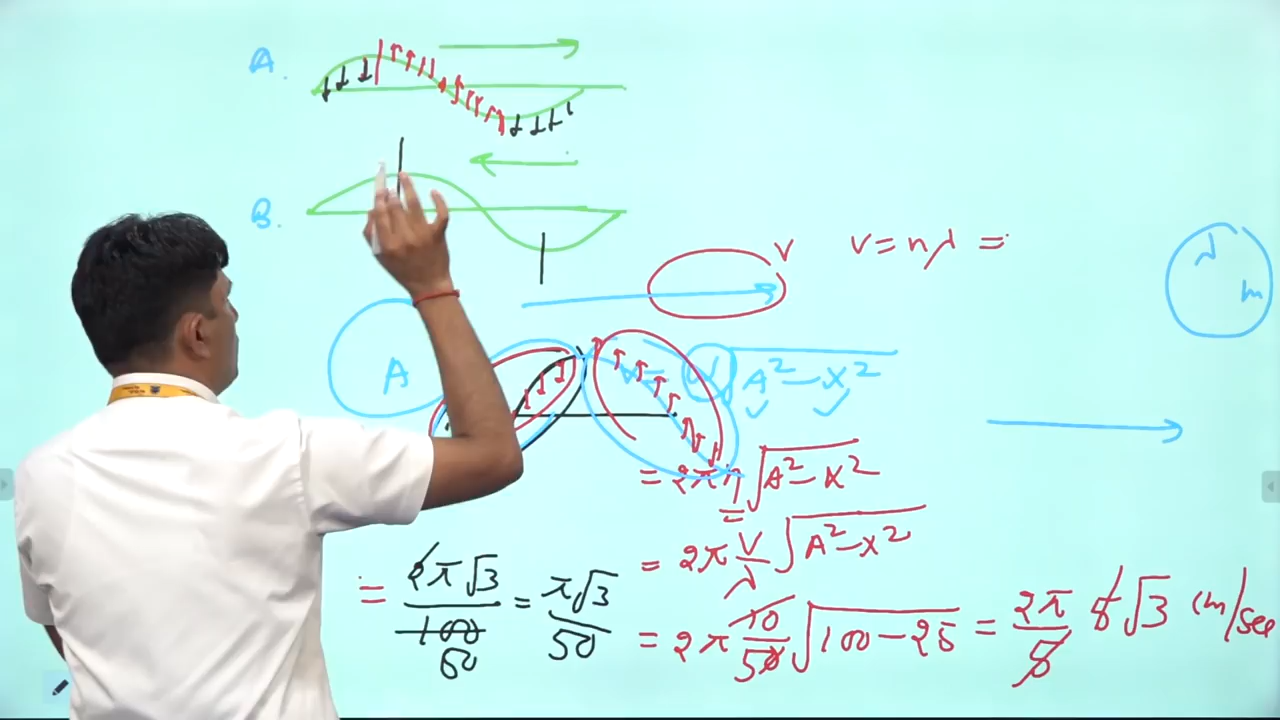 A.
B.
V
v = nλ =
λ
m
A
V = ω √A² − x²
= 2π n √A² − x²
= 2π V/λ √A² − x²
= 2π√3/100 50 = π√3/50
= 2π 10/50 √100 − 25 = 2π/5 5√3 cm/sec